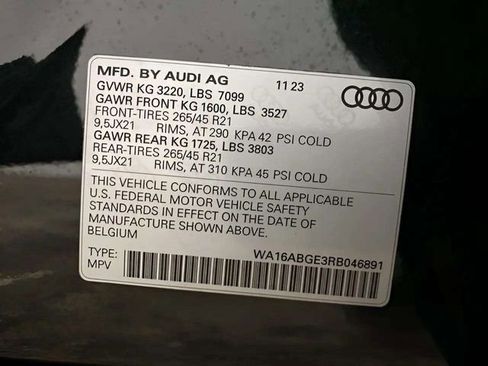 MFD. BY AUDI AG 11 23
GVWR KG 3220, LBS 7099
GAWR FRONT KG 1600, LBS 3527
FRONT-TIRES 265/45 R21
9,5JX21 RIMS, AT 290 KPA 42 PSI COLD
GAWR REAR KG 1725, LBS 3803
REAR-TIRES 265/45 R21
9,5JX21 RIMS, AT 310 KPA 45 PSI COLD
THIS VEHICLE CONFORMS TO ALL APPLICABLE
U.S. FEDERAL MOTOR VEHICLE SAFETY
STANDARDS IN EFFECT ON THE DATE OF
MANUFACTURE SHOWN ABOVE.
BELGIUM
TYPE: WA16ABGE3RB046891
MPV